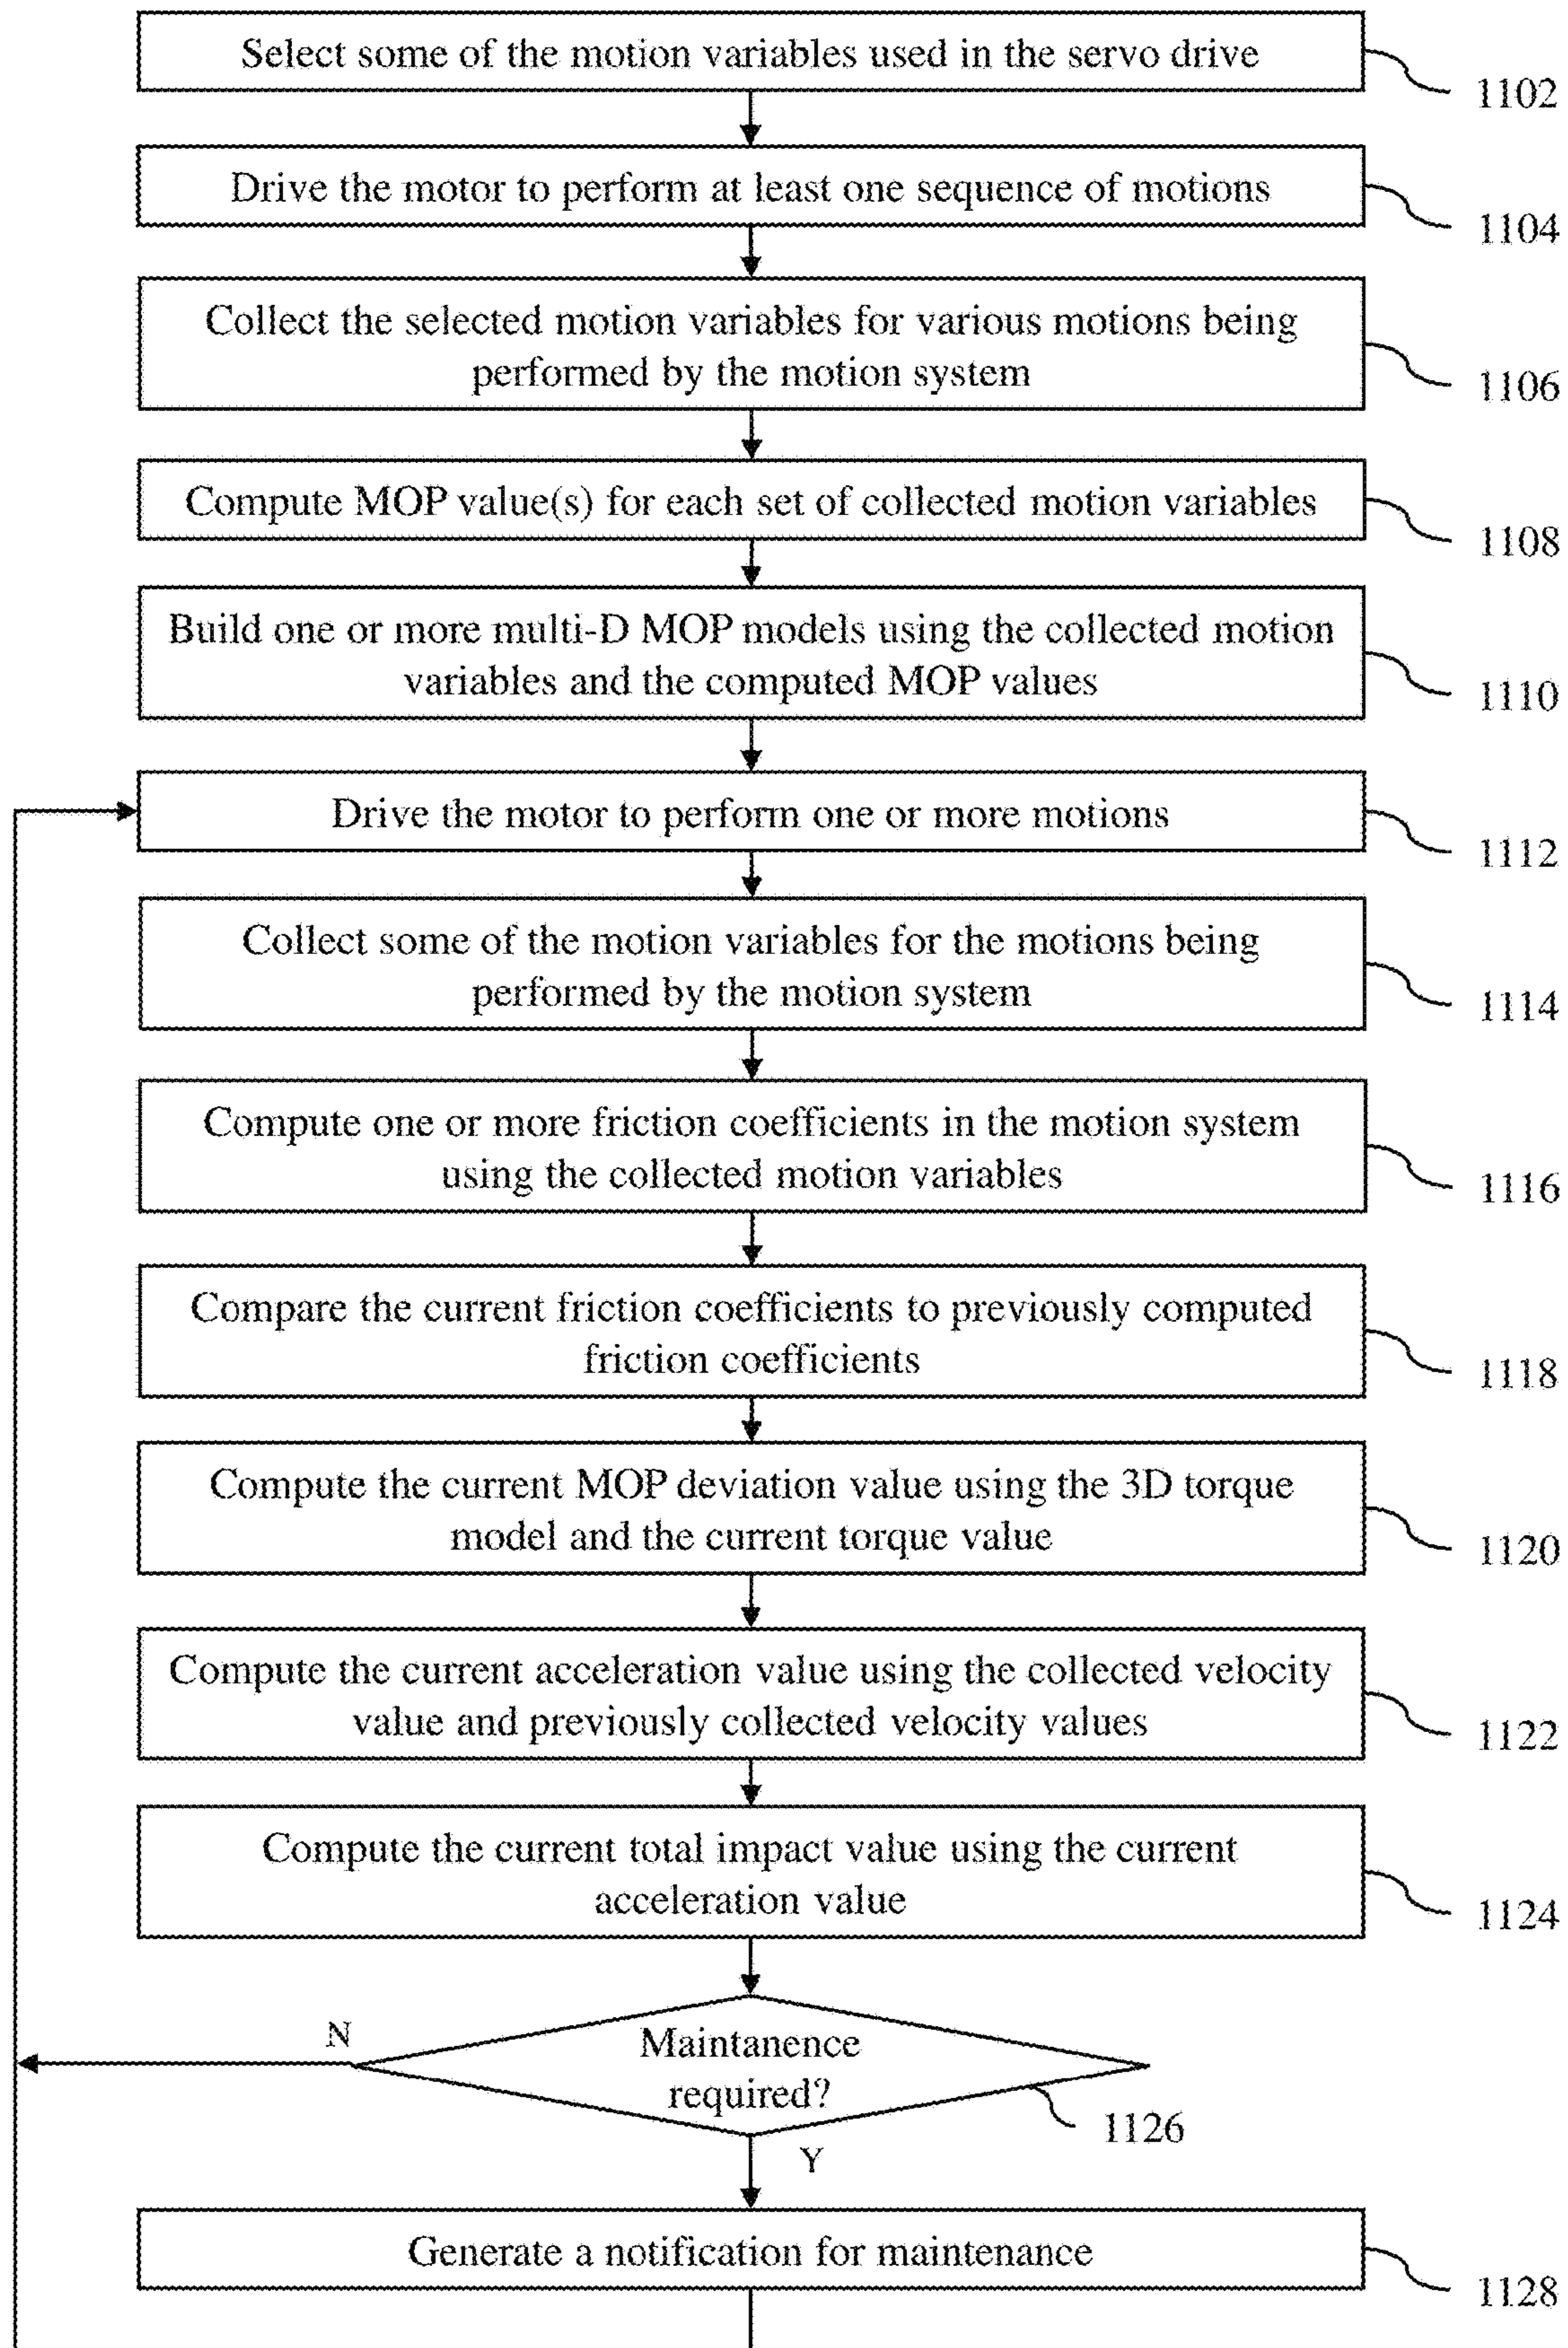 Select some of the motion variables used in the servo drive
1102
Drive the motor to perform at least one sequence of motions
1104
Collect the selected motion variables for various motions being
performed by the motion system
1106
Compute MOP value(s) for each set of collected motion variables
1108
Build one or more multi-D MOP models using the collected motion
variables and the computed MOP values
1110
Drive the motor to perform one or more motions
1112
Collect some of the motion variables for the motions being
performed by the motion system
1114
Compute one or more friction coefficients in the motion system
using the collected motion variables
1116
Compare the current friction coefficients to previously computed
friction coefficients
1118
Compute the current MOP deviation value using the 3D torque
model and the current torque value
1120
Compute the current acceleration value using the collected velocity
value and previously collected velocity values
1122
Compute the current total impact value using the current
acceleration value
1124
N
Maintanence
required?
1126
Y
Generate a notification for maintenance
1128